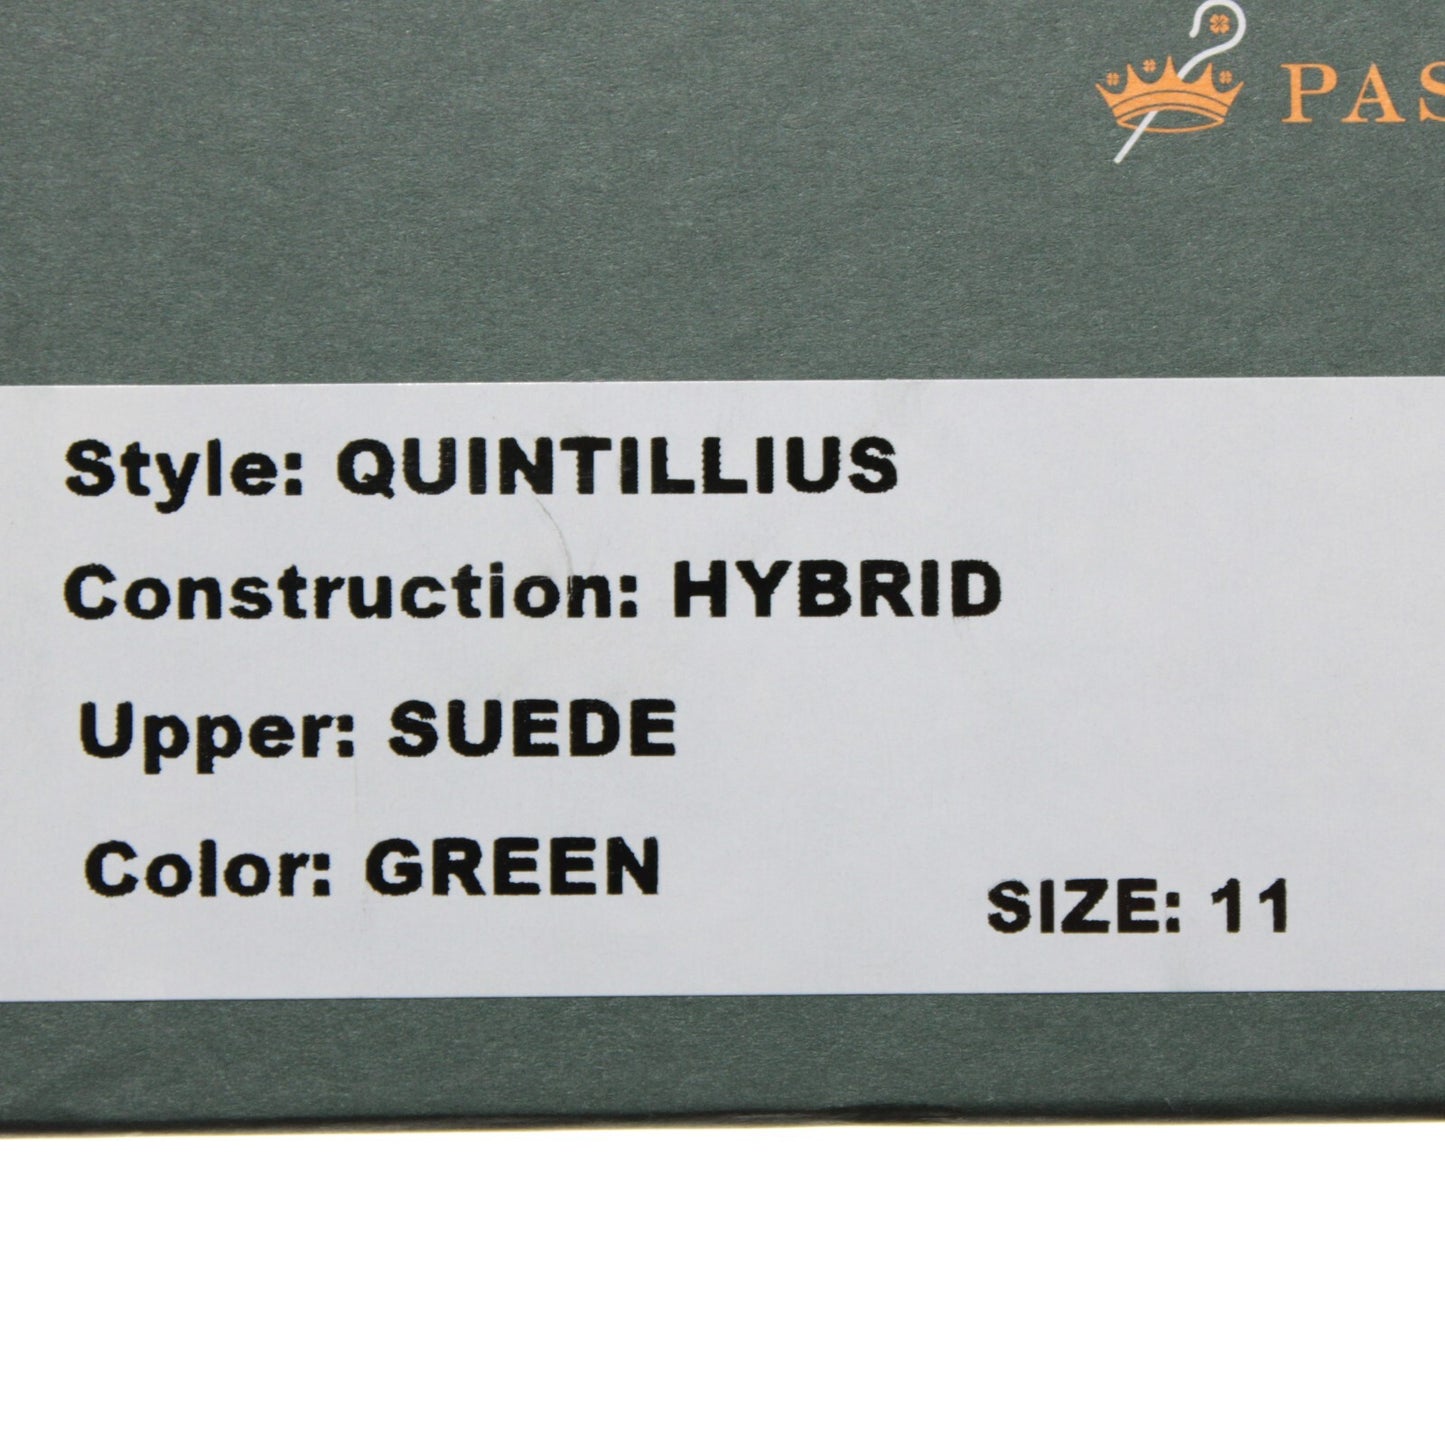 PAS
Style: QUINTILLIUS
Construction: HYBRID
Upper: SUEDE
Color: GREEN
SIZE: 11